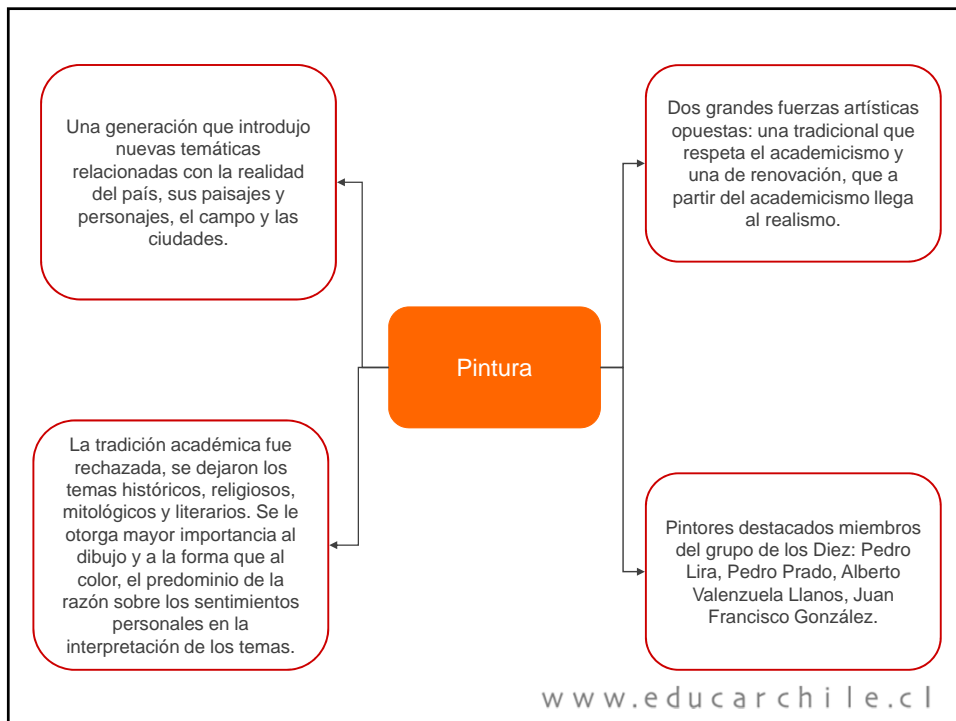 Una generación que introdujo
nuevas temáticas
relacionadas con la realidad
del país, sus paisajes y
personajes, el campo y las
ciudades.
Dos grandes fuerzas artísticas
opuestas: una tradicional que
respeta el academicismo y
una de renovación, que a
partir del academicismo llega
al realismo.
Pintura
La tradición académica fue
rechazada, se dejaron los
temas históricos, religiosos,
mitológicos y literarios. Se le
otorga mayor importancia al
dibujo y a la forma que al
color, el predominio de la
razón sobre los sentimientos
personales en la
interpretación de los temas.
Pintores destacados miembros
del grupo de los Diez: Pedro
Lira, Pedro Prado, Alberto
Valenzuela Llanos, Juan
Francisco González.
www.educarchile.cl